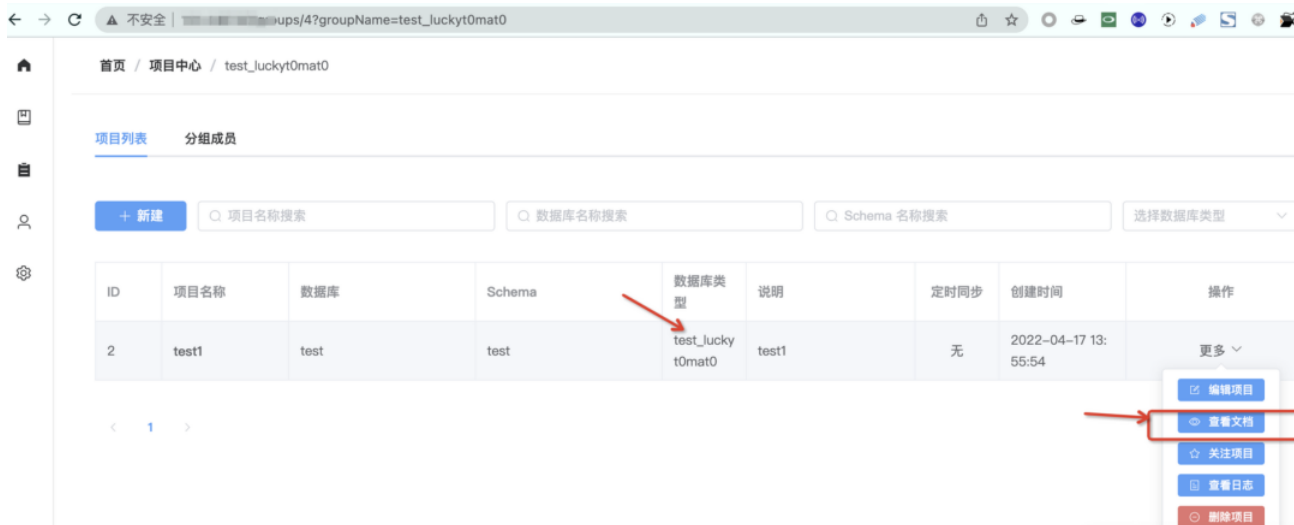 不安全
oups/4?groupName=test_luckyt0mat0
首页 / 项目中心 / test_luckyt0mat0
项目列表 分组成员
+ 新建 项目名称搜索 数据库名称搜索 Schema 名称搜索 选择数据库类型
ID 项目名称 数据库 Schema 数据库类 说明 定时同步 创建时间 操作
型
2 test1 test test test_lucky test1 无 2022-04-17 13: 更多
t0mat0 55:54
编辑项目
< 1 > 查看文档
关注项目
查看日志
删除项目